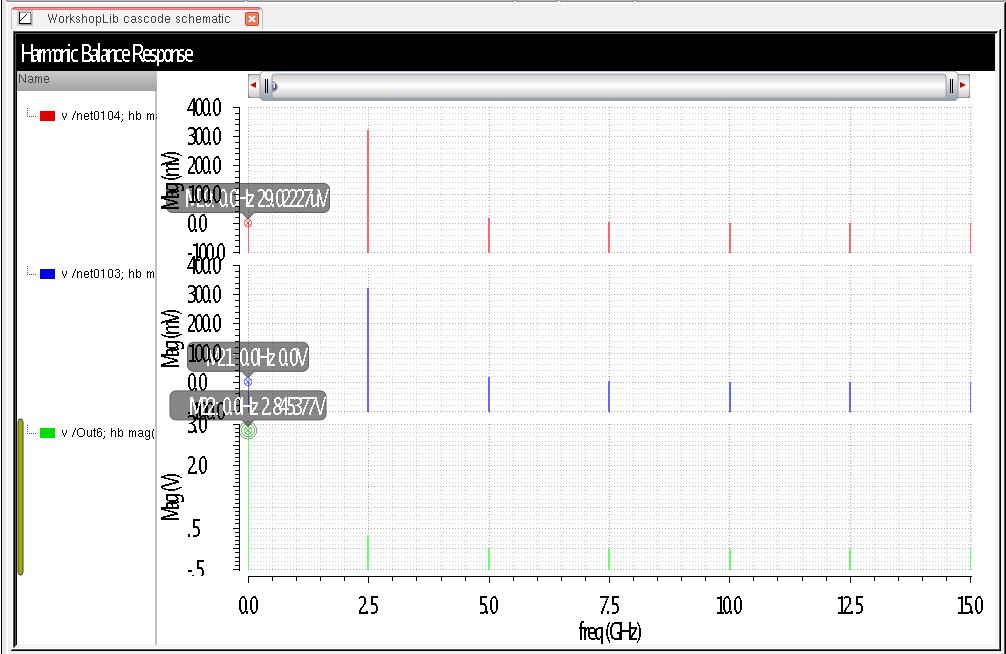 WorkshopLib cascode schematic
Harmonic Balance Response
Name
v /net0104; hb ma
v /net0103; hb m
v /Out6; hb mag(
400.0
300.0
200.0
100.0
0.0
-100.0
Mag (mV)
0.0Hz 29.02227uV
400.0
300.0
200.0
100.0
0.0
Mag (mV)
M21: 0.0Hz 0.0V
M22: 0.0Hz 2.845377V
3.0
2.0
.5
-.5
Mag (V)
0.0 2.5 5.0 7.5 10.0 12.5 15.0
freq (GHz)